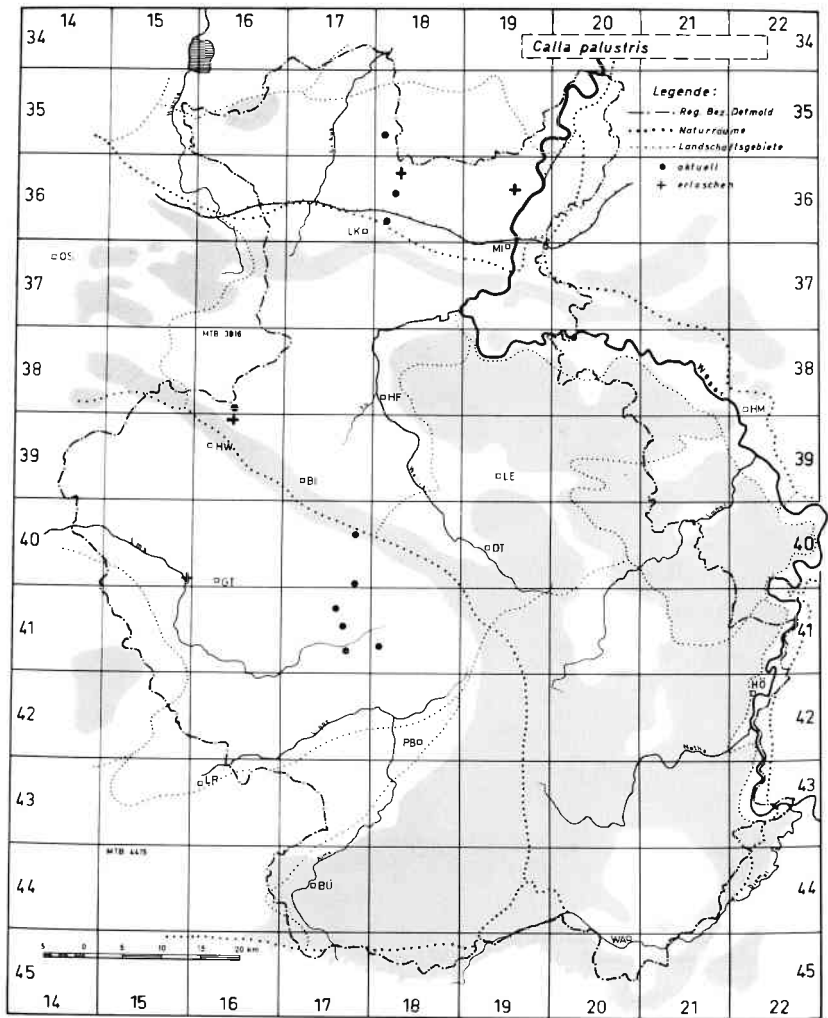 14 15 16 17 18 19 20 21 22
34 34
Calla palustris
Legende:
Reg. Bez. Detmold
Naturräume
Landschaftsgebiete
aktuell
erloschen
35 35
36 36
LK
MI
OS
37 37
MTB 3816
38 38
Weser
HF
HM
HW
39 39
BI
LE
40 40
Ems
DT
GT
41 41
HÖ
42 42
PB
Nethe
LP
43 43
MTB 4415
44 44
BÜ
WAO
5 0 5 10 15 20 km
45 45
14 15 16 17 18 19 20 21 22